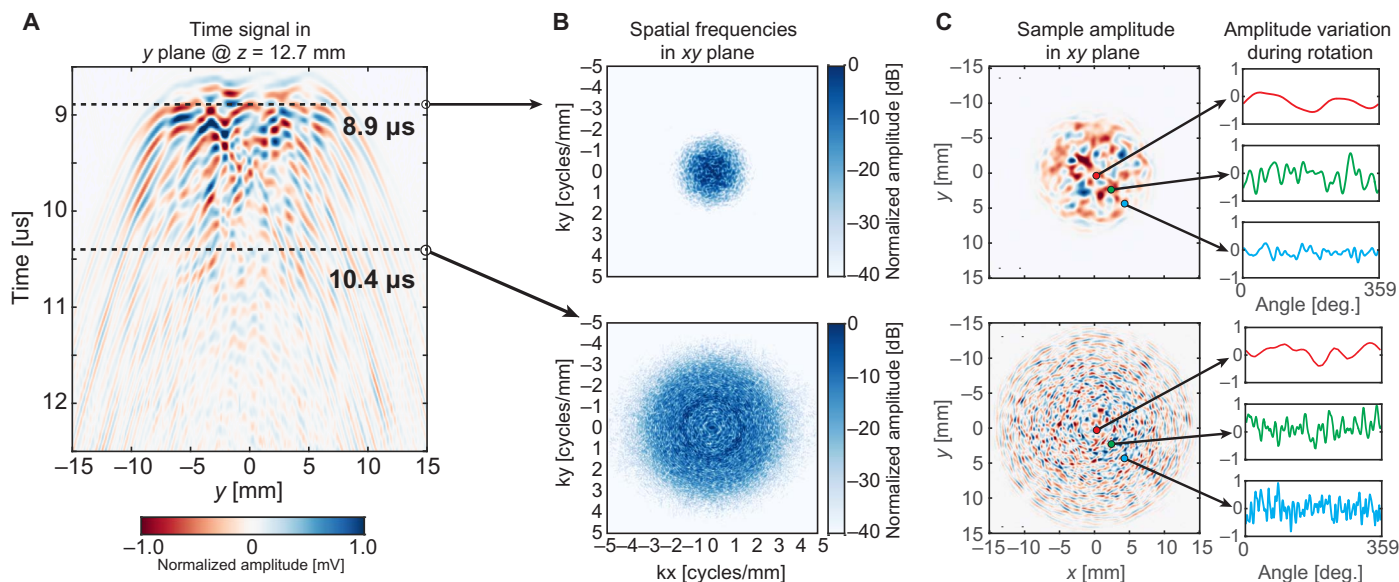 A
Time signal in
y plane @ z = 12.7 mm
9
10
11
12
Time [us]
8.9 µs
10.4 µs
−15
−10
−5
0
5
10
15
y [mm]
−1.0
0
1.0
Normalized amplitude [mV]
B
Spatial frequencies
in xy plane
−5
−4
−3
−2
−1
0
1
2
3
4
5
ky [cycles/mm]
0
−10
−20
−30
−40
Normalized amplitude [dB]
−5
−4
−3
−2
−1
0
1
2
3
4
5
ky [cycles/mm]
−5 −4 −3 −2 −1 0 1 2 3 4 5
kx [cycles/mm]
0
−10
−20
−30
−40
Normalized amplitude [dB]
C
Sample amplitude
in xy plane
−15
−10
−5
0
5
10
15
y [mm]
Amplitude variation
during rotation
1
0
−1
1
0
−1
1
0
−1
0
359
Angle [deg.]
−15
−10
−5
0
5
10
15
y [mm]
−15 −10 −5 0 5 10 15
x [mm]
1
0
−1
1
0
−1
1
0
−1
0
359
Angle [deg.]